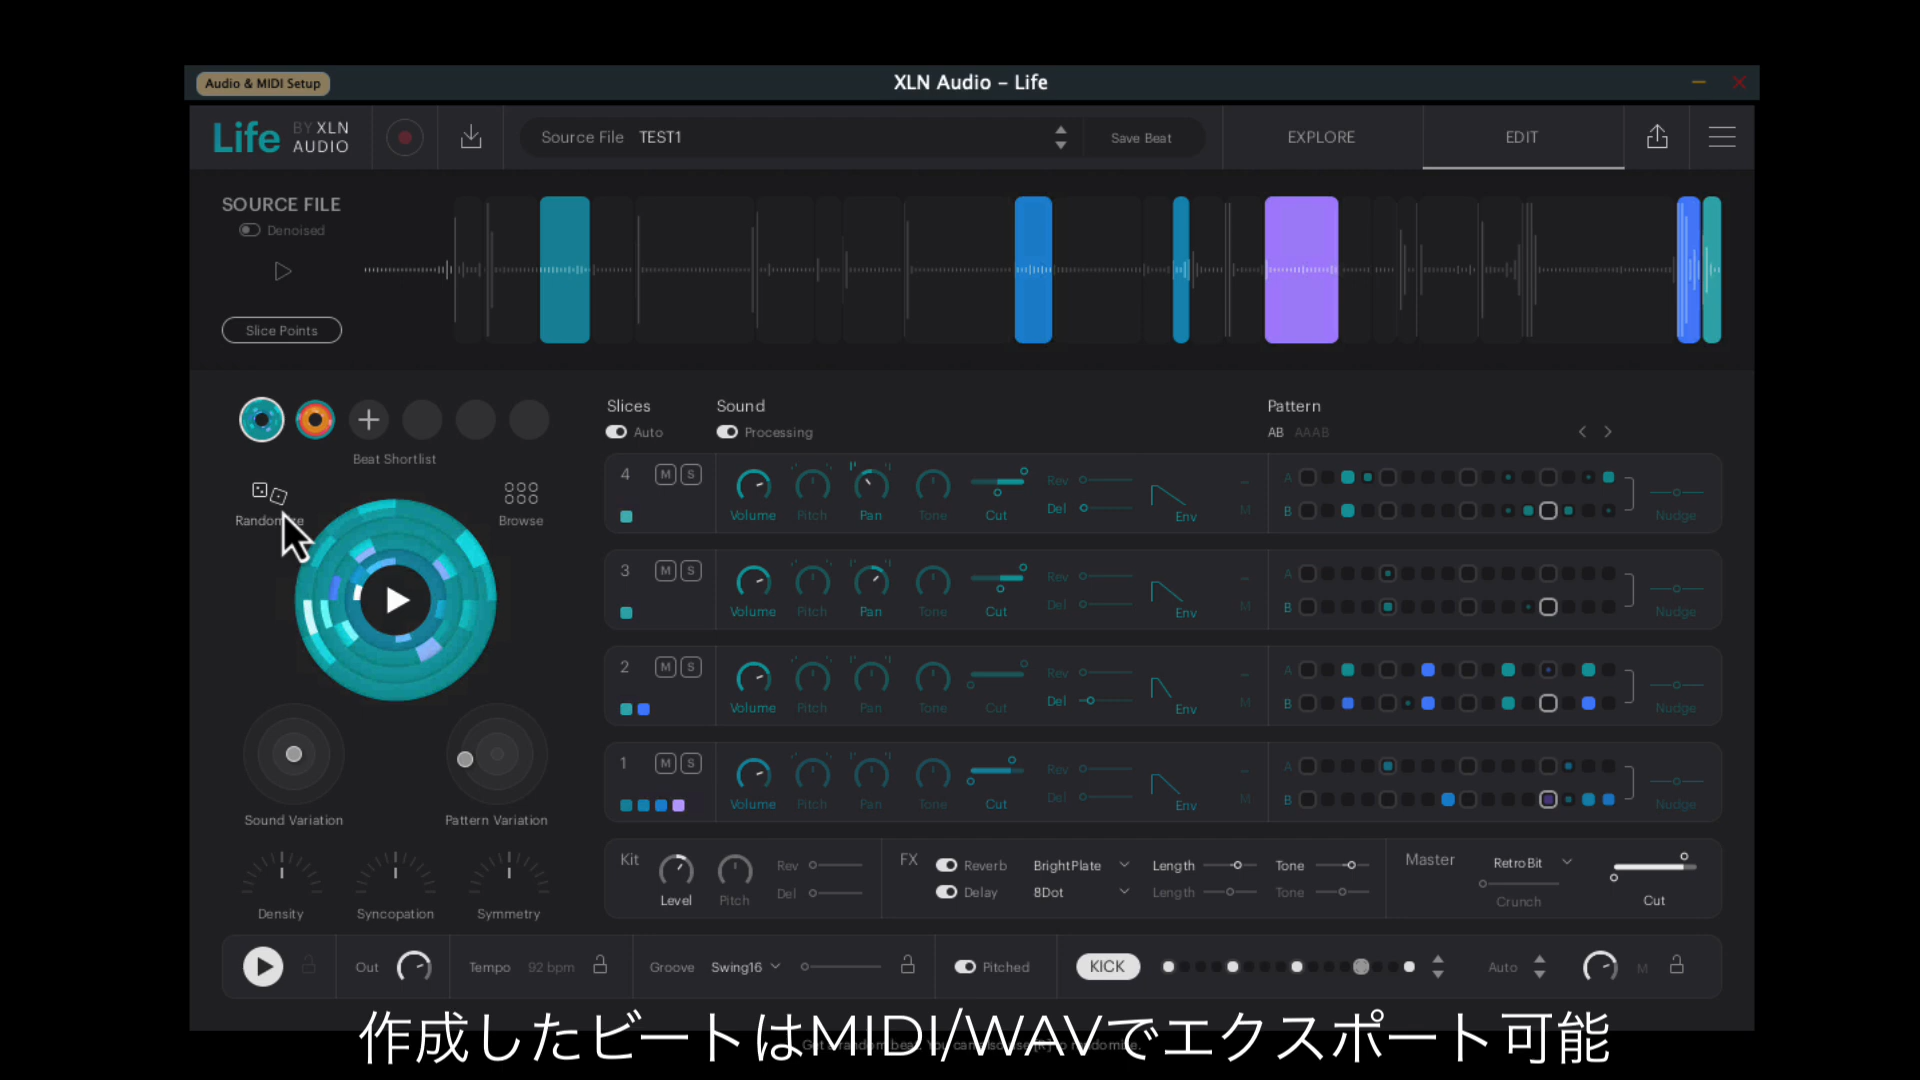 Audio & MIDI Setup
XLN Audio – Life
Life BY XLN AUDIO
Source File TEST1
Save Beat
EXPLORE
EDIT
SOURCE FILE
Denoised
Slice Points
Beat Shortlist
Browse
Sound Variation
Pattern Variation
Density
Syncopation
Symmetry
Slices
Auto
Sound
Processing
Pattern
AB AAAB
4 M S
Volume Pitch Pan Tone Cut
Rev
Del
Env
M
A
B
Nudge
3 M S
Volume Pitch Pan Tone Cut
Rev
Del
Env
M
A
B
Nudge
2 M S
Volume Pitch Pan Tone Cut
Rev
Del
Env
M
A
B
Nudge
1 M S
Volume Pitch Pan Tone Cut
Rev
Del
Env
M
A
B
Nudge
Kit
Level Pitch
Rev
Del
FX
Reverb BrightPlate Length Tone
Delay 8Dot Length Tone
Master
RetroBit
Crunch
Cut
Out
Tempo 92 bpm
Groove Swing16
Pitched
KICK
Auto
M
作成したビートはMIDI/WAVでエクスポート可能